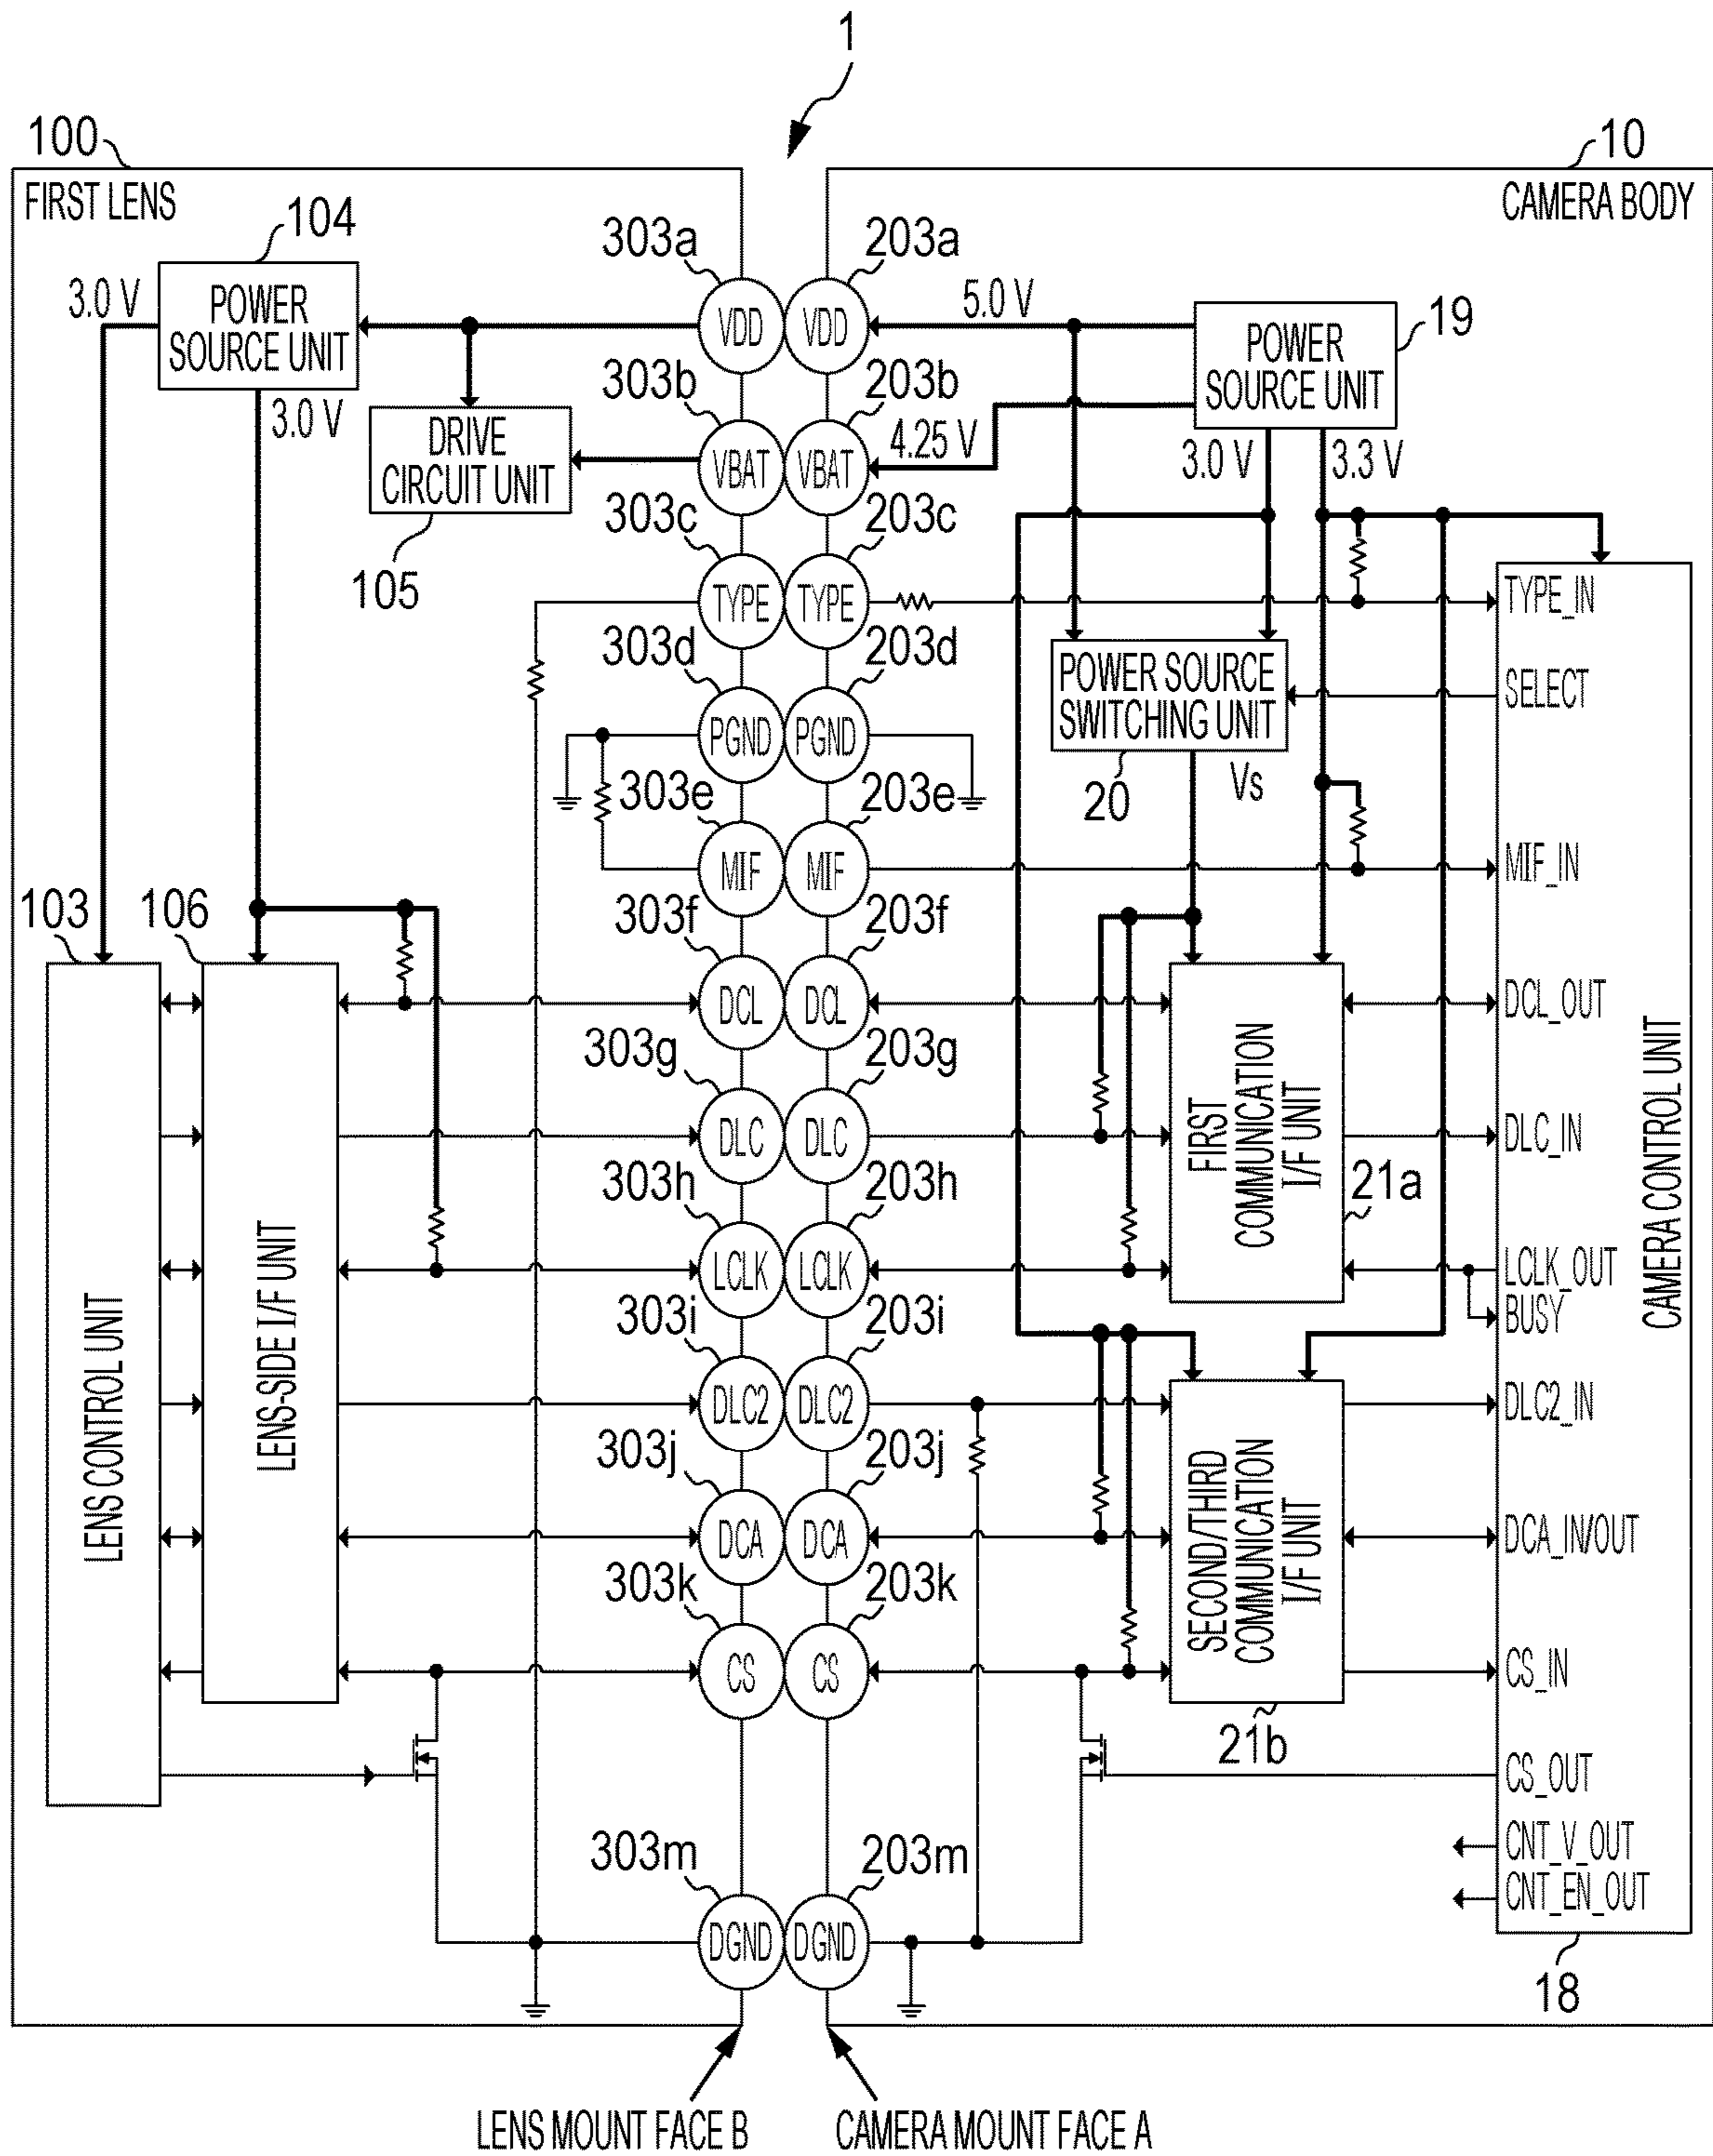 1
100
10
FIRST LENS
CAMERA BODY
104
303a
203a
3.0 V
POWER
SOURCE UNIT
VDD
VDD
5.0 V
POWER
SOURCE UNIT
19
303b
203b
3.0 V
DRIVE
CIRCUIT UNIT
VBAT
VBAT
4.25 V
3.0 V
3.3 V
303c
203c
105
TYPE
TYPE
TYPE_IN
303d
203d
POWER SOURCE
SWITCHING UNIT
SELECT
PGND
PGND
20
Vs
303e
203e
MIF
MIF
MIF_IN
103
106
303f
203f
DCL
DCL
DCL_OUT
303g
203g
DLC
DLC
FIRST
COMMUNICATION
I/F UNIT
DLC_IN
21a
303h
203h
LCLK
LCLK
LCLK_OUT
BUSY
CAMERA CONTROL UNIT
LENS CONTROL UNIT
LENS-SIDE I/F UNIT
303i
203i
DLC2
DLC2
DLC2_IN
303j
203j
DCA
DCA
SECOND/THIRD
COMMUNICATION
I/F UNIT
DCA_IN/OUT
303k
203k
CS
CS
CS_IN
21b
CS_OUT
CNT_V_OUT
CNT_EN_OUT
303m
203m
DGND
DGND
18
LENS MOUNT FACE B
CAMERA MOUNT FACE A